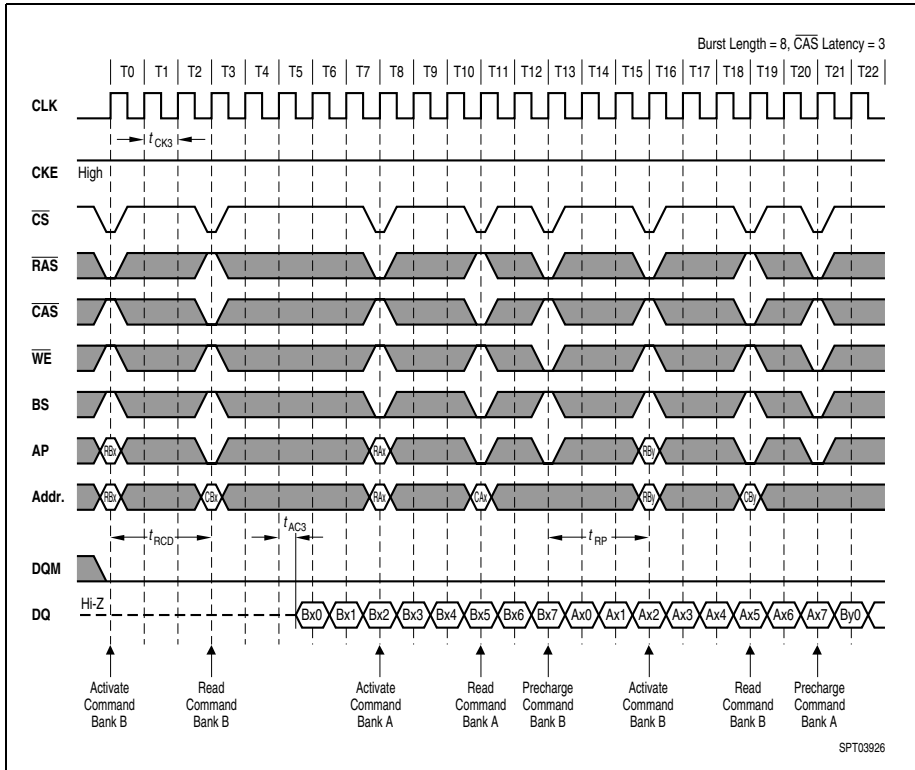 Burst Length = 8, CAS Latency = 3
T0 T1 T2 T3 T4 T5 T6 T7 T8 T9 T10 T11 T12 T13 T14 T15 T16 T17 T18 T19 T20 T21 T22
CLK
tCK3
CKE High
CS
RAS
CAS
WE
BS
AP RBx RAx RBy
Addr. RBx CBx RAx CAx RBy CBy
tRCD tAC3 tRP
DQM
DQ Hi-Z Bx0 Bx1 Bx2 Bx3 Bx4 Bx5 Bx6 Bx7 Ax0 Ax1 Ax2 Ax3 Ax4 Ax5 Ax6 Ax7 By0
Activate Read Activate Read Precharge Activate Read Precharge
Command Command Command Command Command Command Command Command
Bank B Bank B Bank A Bank A Bank B Bank B Bank B Bank A
SPT03926